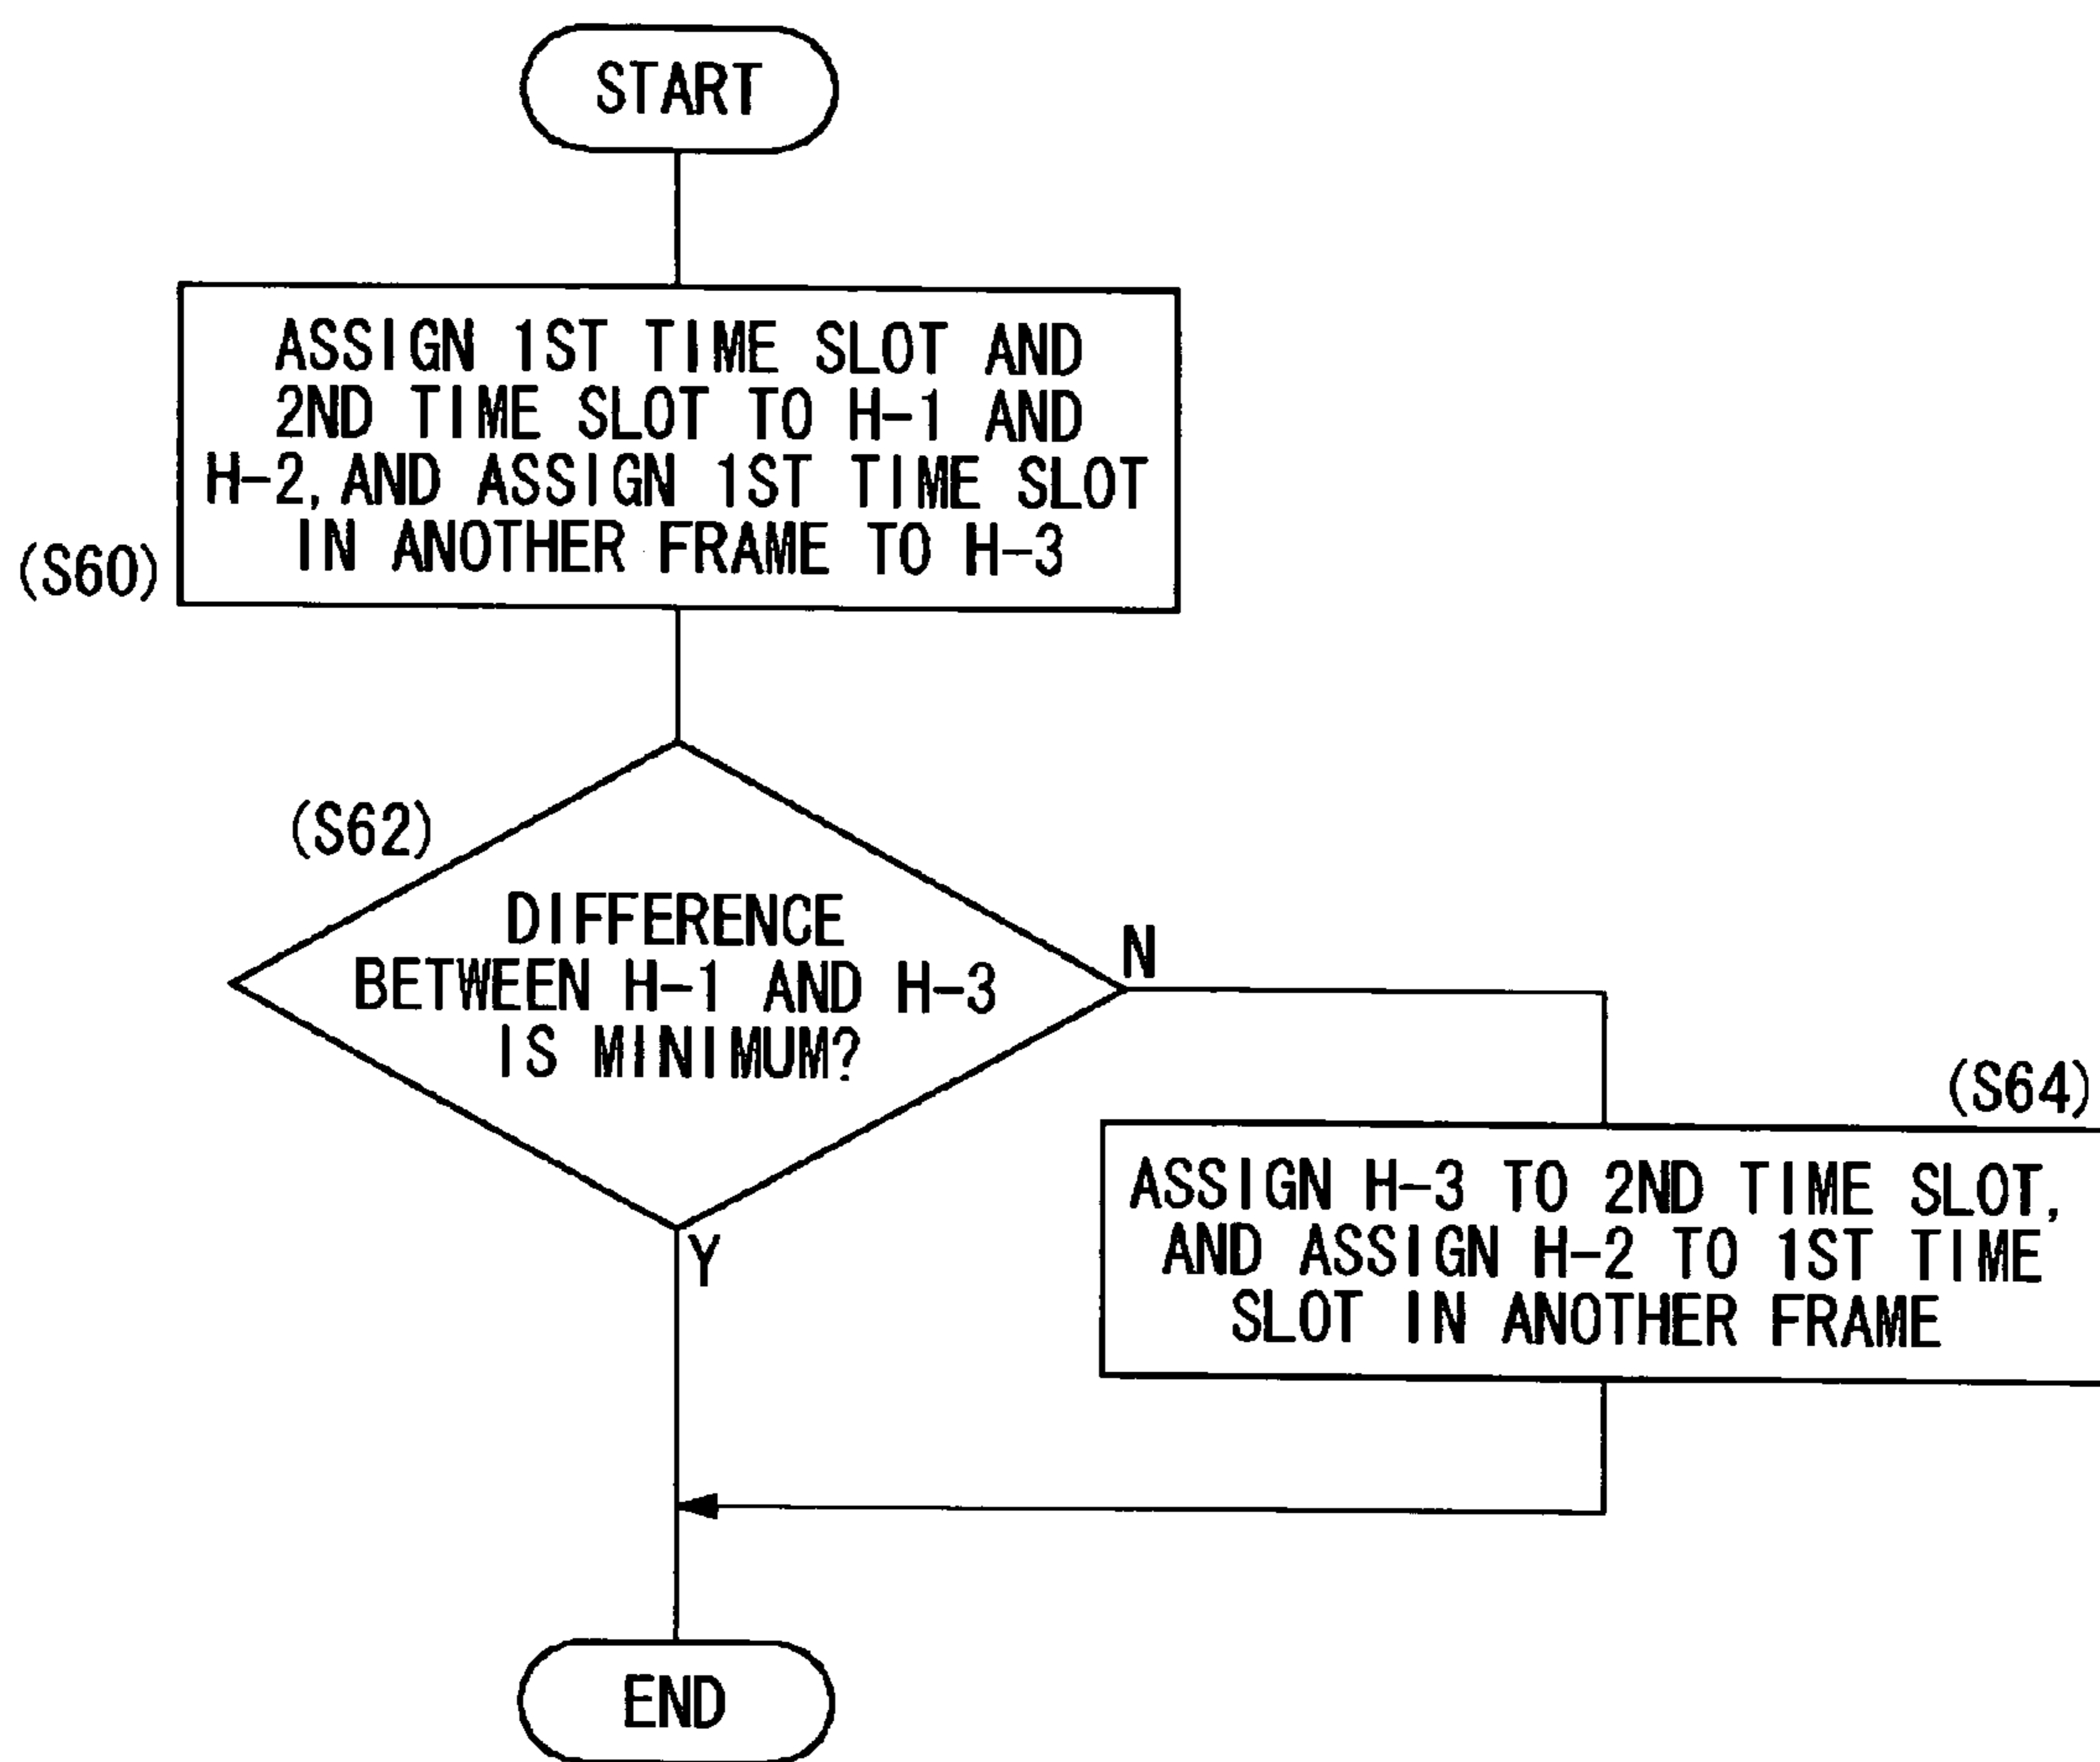 START
ASSIGN 1ST TIME SLOT AND
2ND TIME SLOT TO H-1 AND
H-2, AND ASSIGN 1ST TIME SLOT
IN ANOTHER FRAME TO H-3
(S60)
(S62)
DIFFERENCE
BETWEEN H-1 AND H-3
IS MINIMUM?
N
Y
(S64)
ASSIGN H-3 TO 2ND TIME SLOT,
AND ASSIGN H-2 TO 1ST TIME
SLOT IN ANOTHER FRAME
END